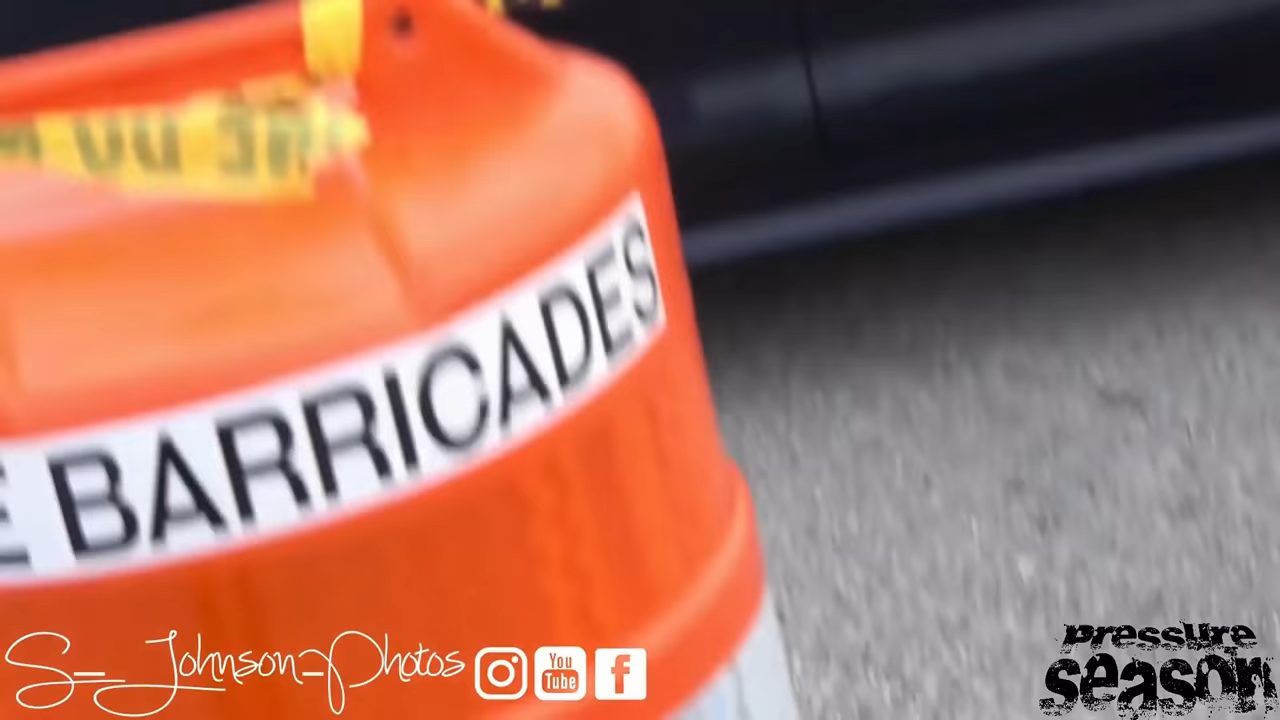 E BARRICADES
S_Johnson_Photos
You
Tube
pressure
season